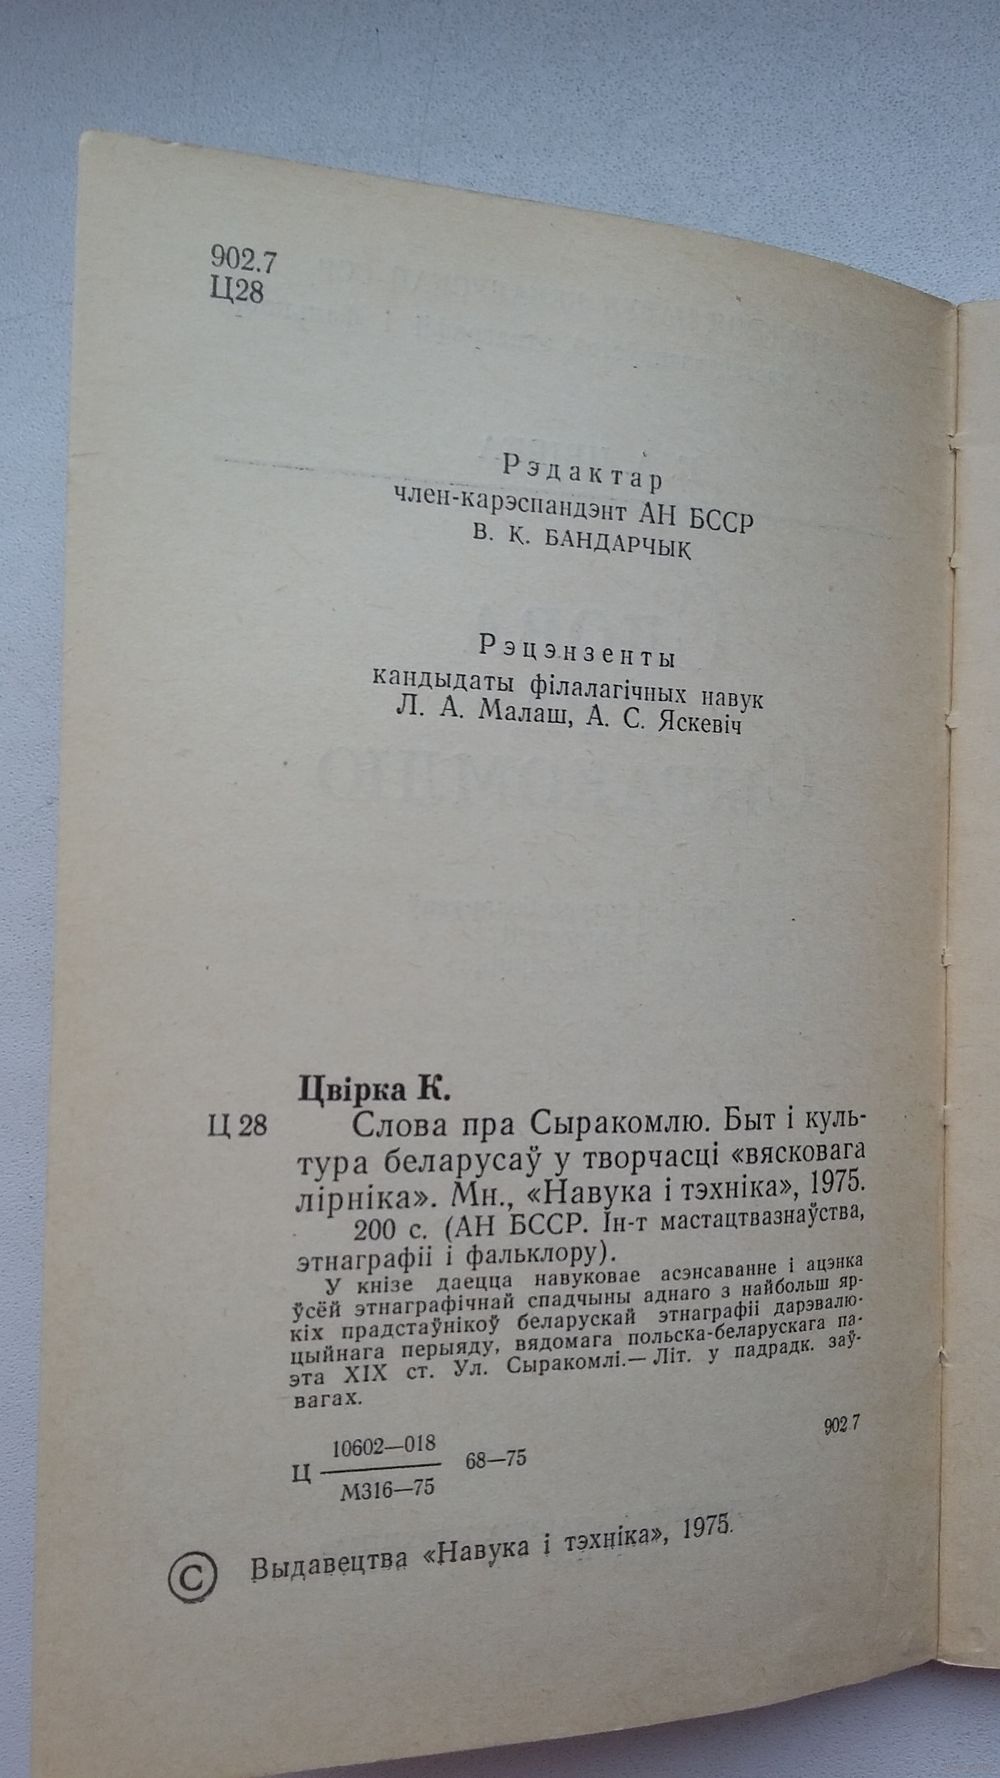 902.7
Ц28
Рэдактар
член-карэспандэнт АН БССР
В. К. БАНДАРЧЫК
Рэцэнзенты
кандыдаты філалагічных навук
Л. А. Малаш, А. С. Яскевіч
Цвірка К.
Ц 28 Слова пра Сыракомлю. Быт і куль-
тура беларусаў у творчасці «вясковага
лірніка». Мн., «Навука і тэхніка», 1975.
200 с. (АН БССР. Ін-т мастацтвазнаўства,
этнаграфіі і фальклору).
У кнізе даецца навуковае асэнсаванне і ацэнка
ўсёй этнаграфічнай спадчыны аднаго з найбольш яр-
кіх прадстаўнікоў беларускай этнаграфіі дарэвалю-
цыйнага перыяду, вядомага польска-беларускага па-
эта XIX ст. Ул. Сыракомлі.— Літ. у падрадк. заў-
вагах.
902.7
10602—018
Ц 68—75
М316—75
© Выдавецтва «Навука і тэхніка», 1975.